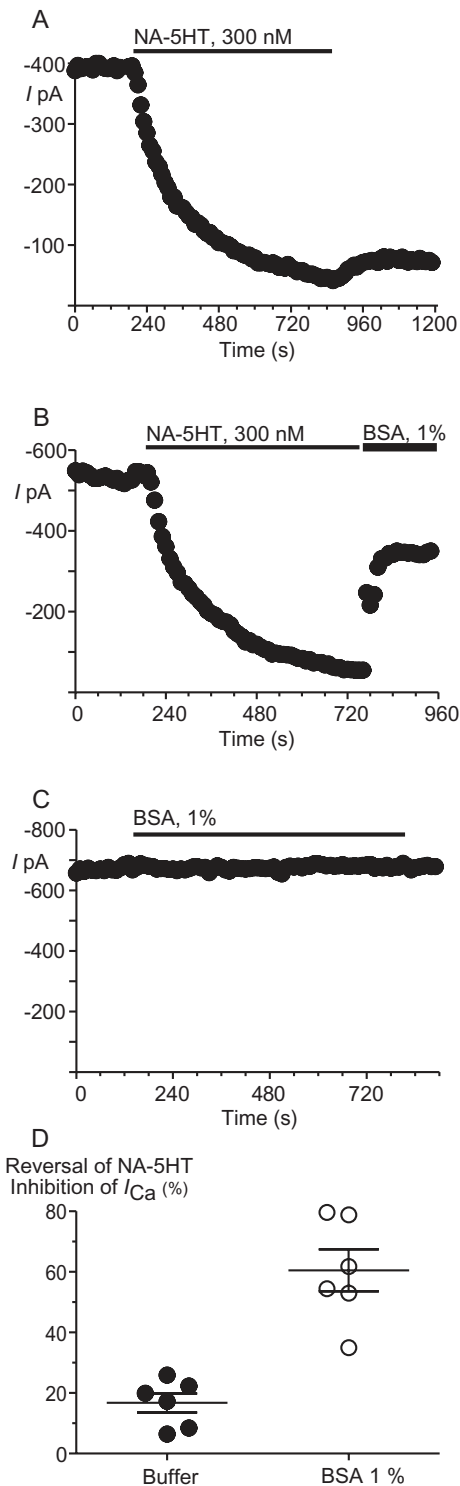 A
NA-5HT, 300 nM
-400
I pA
-300
-200
-100
0 240 480 720 960 1200
Time (s)
B
NA-5HT, 300 nM BSA, 1%
-600
I pA
-400
-200
0 240 480 720 960
Time (s)
C
BSA, 1%
-800
I pA
-600
-400
-200
0 240 480 720
Time (s)
D
Reversal of NA-5HT
Inhibition of ICa (%)
80
60
40
20
0
Buffer BSA 1 %